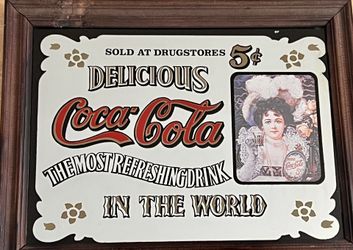 SOLD AT DRUGSTORES 5¢
DELICIOUS
Coca-Cola
THE MOST REFRESHING DRINK
IN THE WORLD